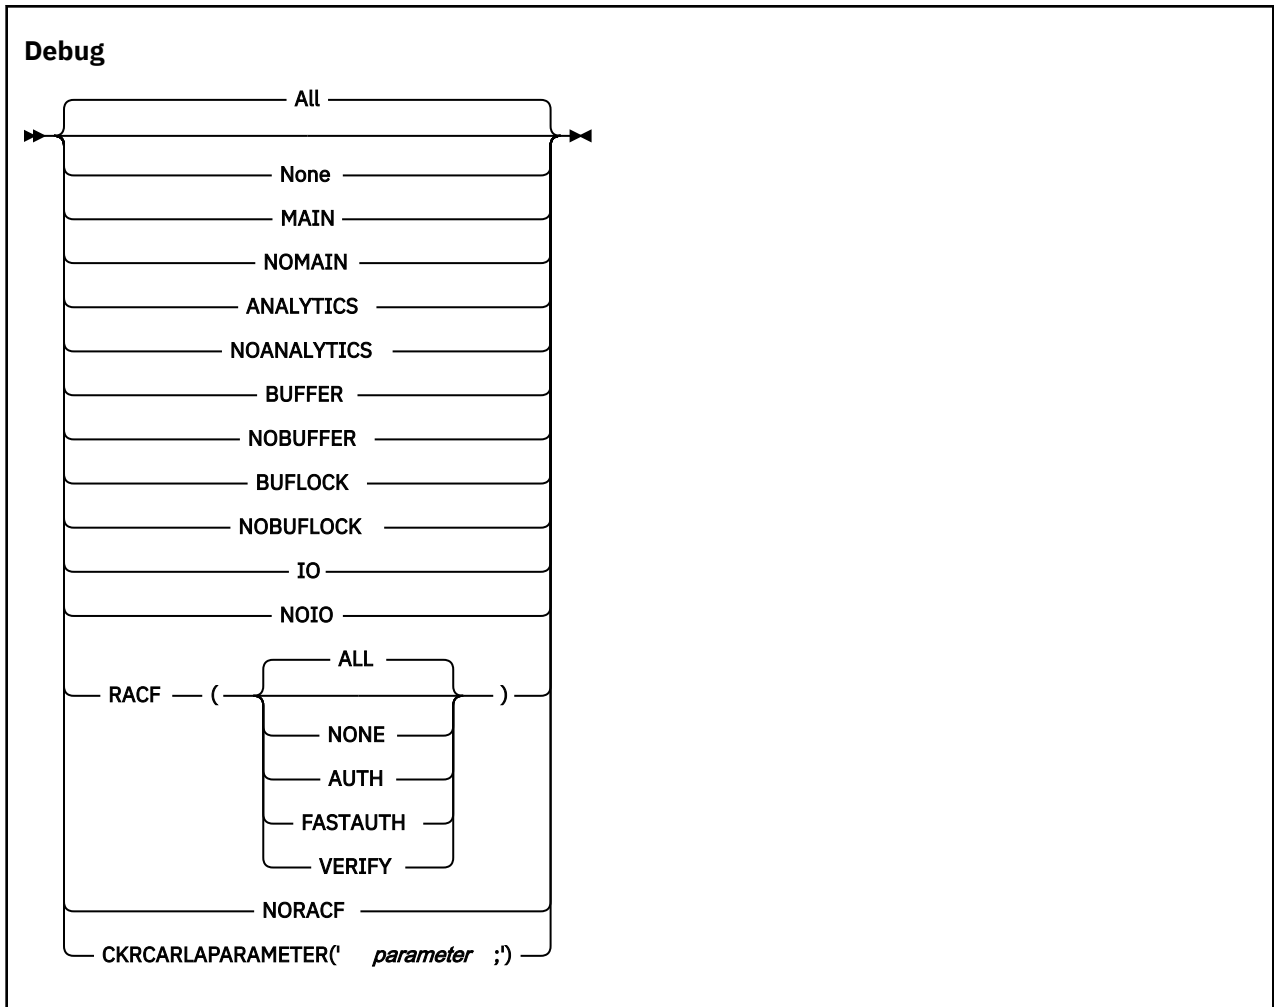 Debug
All
None
MAIN
NOMAIN
ANALYTICS
NOANALYTICS
BUFFER
NOBUFFER
BUFLOCK
NOBUFLOCK
IO
NOIO
ALL
RACF ( )
NONE
AUTH
FASTAUTH
VERIFY
NORACF
CKRCARLAPARAMETER(' parameter ;')